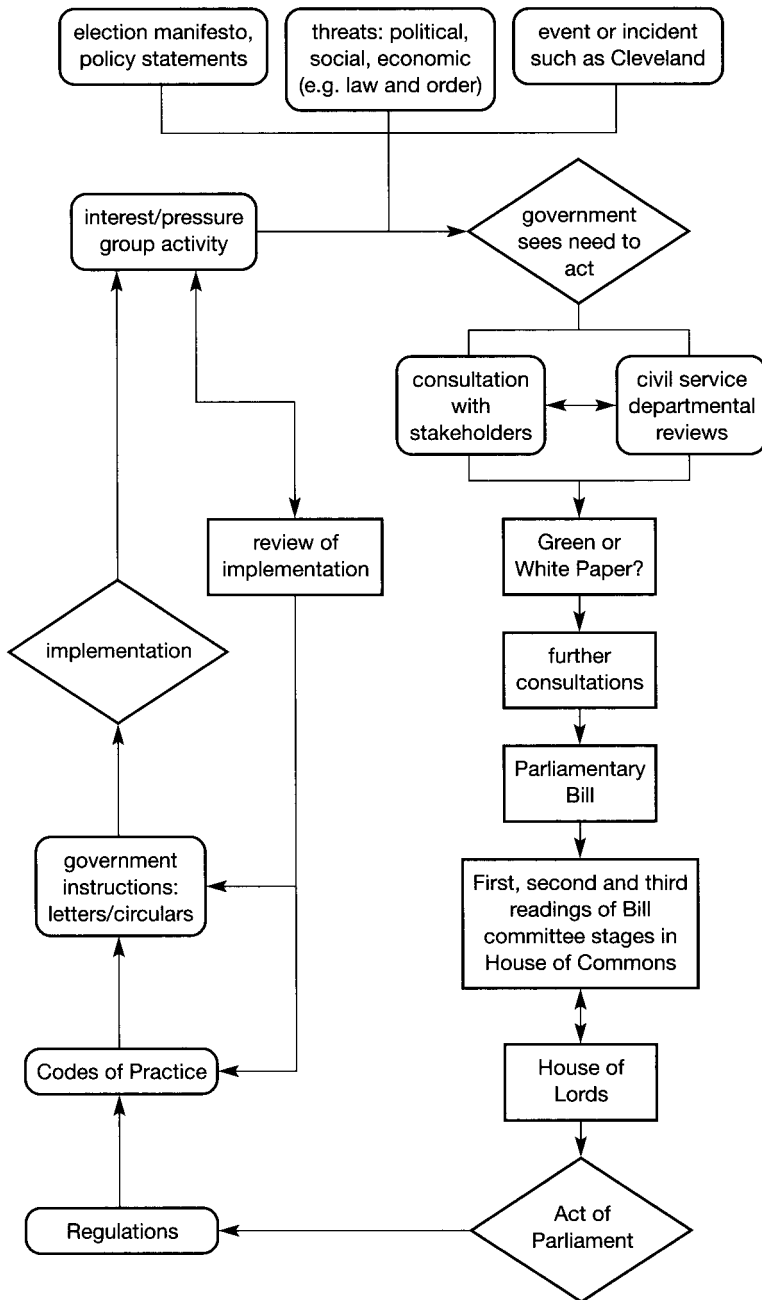 election manifesto,
policy statements
threats: political,
social, economic
(e.g. law and order)
event or incident
such as Cleveland
interest/pressure
group activity
government
sees need to
act
consultation
with
stakeholders
civil service
departmental
reviews
review of
implementation
Green or
White Paper?
implementation
further
consultations
Parliamentary
Bill
government
instructions:
letters/circulars
First, second and third
readings of Bill
committee stages in
House of Commons
Codes of Practice
House of
Lords
Regulations
Act of
Parliament